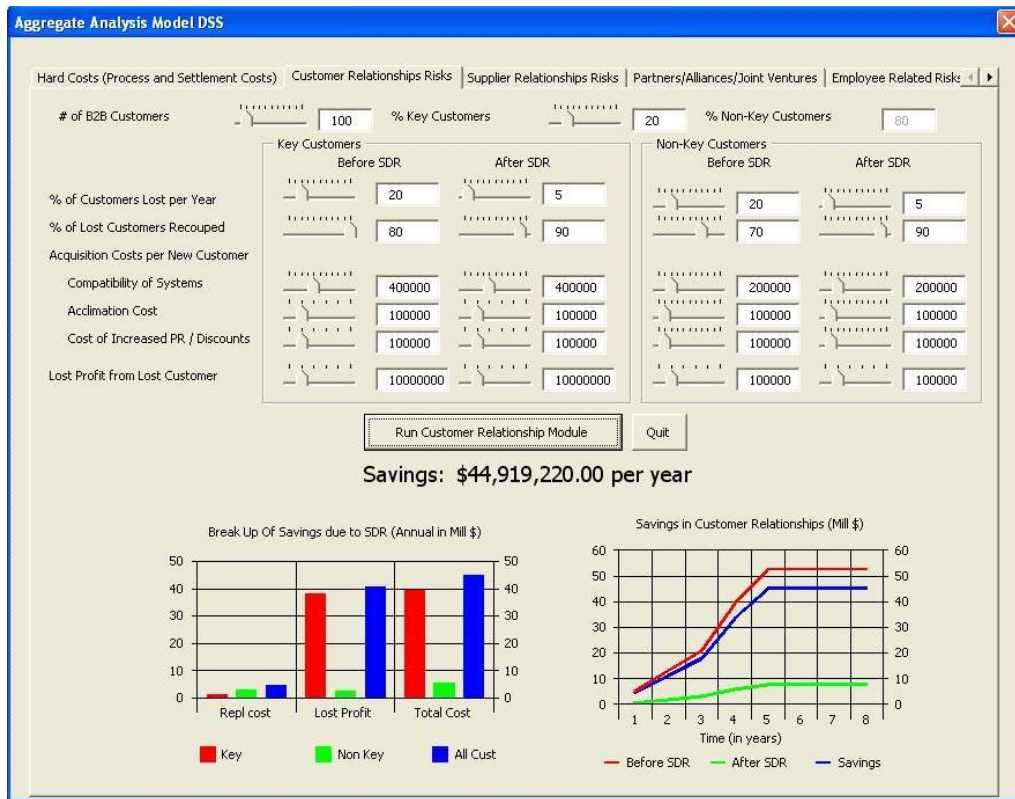 Aggregate Analysis Model DSS
Hard Costs (Process and Settlement Costs) Customer Relationships Risks Supplier Relationships Risks Partners/Alliances/Joint Ventures Employee Related Risks
# of B2B Customers 100 % Key Customers 20 % Non-Key Customers 80
Key Customers Non-Key Customers
Before SDR After SDR Before SDR After SDR
% of Customers Lost per Year 20 5 20 5
% of Lost Customers Recouped 80 90 70 90
Acquisition Costs per New Customer
Compatibility of Systems 400000 400000 200000 200000
Acclimation Cost 100000 100000 100000 100000
Cost of Increased PR / Discounts 100000 100000 100000 100000
Lost Profit from Lost Customer 10000000 10000000 100000 100000
Run Customer Relationship Module Quit
Savings: $44,919,220.00 per year
Break Up Of Savings due to SDR (Annual in Mill $)
50 50
40 40
30 30
20 20
10 10
0 0
Repl cost Lost Profit Total Cost
Key Non Key All Cust
Savings in Customer Relationships (Mill $)
60 60
50 50
40 40
30 30
20 20
10 10
0 0
1 2 3 4 5 6 7 8
Time (in years)
Before SDR After SDR Savings